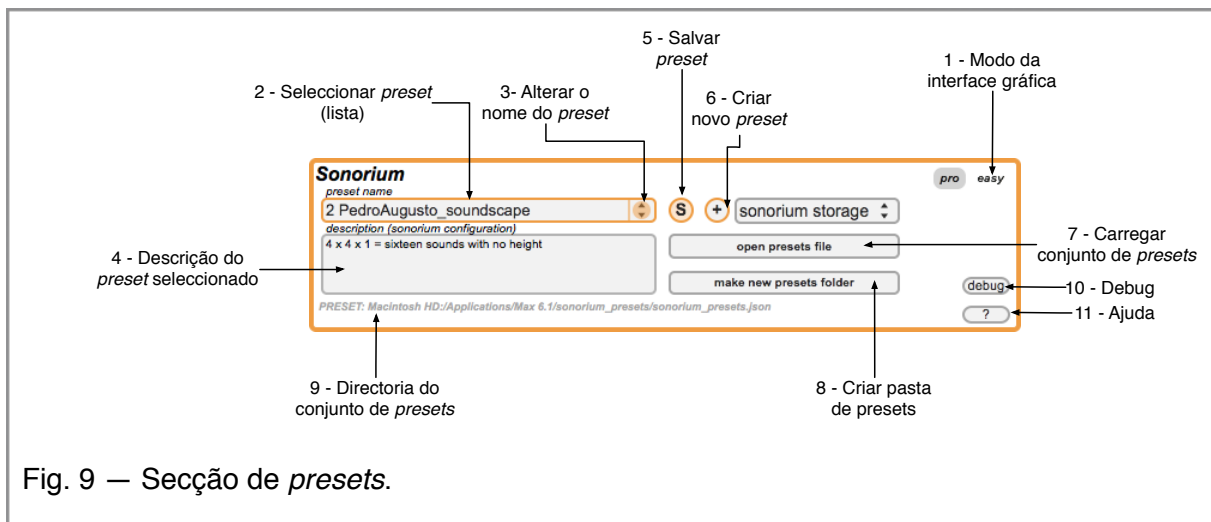 5 - Salvar
preset
1 - Modo da
interface gráfica
2 - Seleccionar preset
(lista)
3- Alterar o
nome do preset
6 - Criar
novo preset
Sonorium
pro easy
preset name
2 PedroAugusto_soundscape
S + sonorium storage
description (sonorium configuration)
4 x 4 x 1 = sixteen sounds with no height
open presets file
7 - Carregar
conjunto de presets
4 - Descrição do
preset seleccionado
make new presets folder
debug
10 - Debug
PRESET: Macintosh HD:/Applications/Max 6.1/sonorium_presets/sonorium_presets.json
?
11 - Ajuda
9 - Directoria do
conjunto de presets
8 - Criar pasta
de presets
Fig. 9 — Secção de presets.